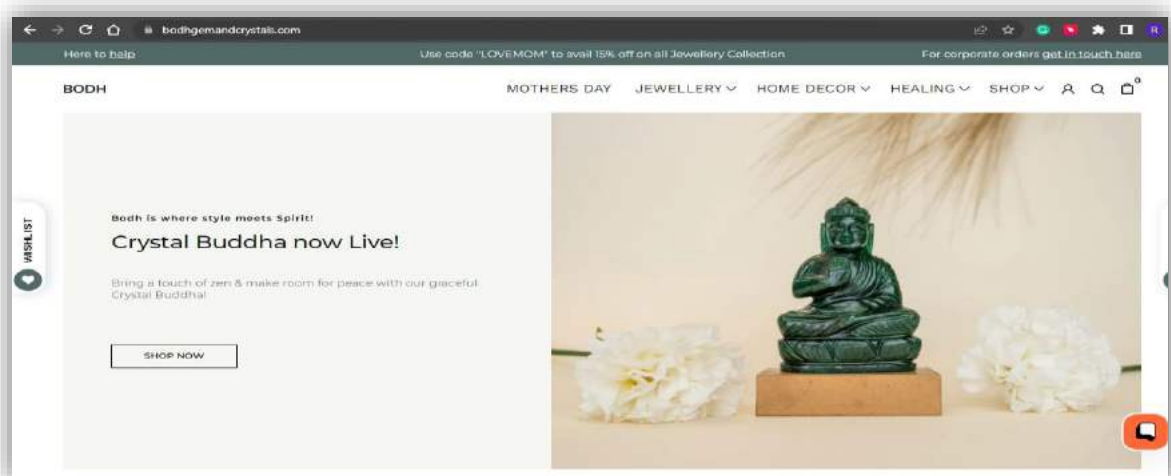 bodhgemandcrystals.com
R
Here to help
Use code "LOVEMOM" to avail 15% off on all Jewellery Collection
For corporate orders get in touch here
BODH
MOTHERS DAY
JEWELLERY
HOME DECOR
HEALING
SHOP
0
WISHLIST
Bodh is where style meets Spirit!
Crystal Buddha now Live!
Bring a touch of zen & make room for peace with our graceful
Crystal Buddha!
SHOP NOW